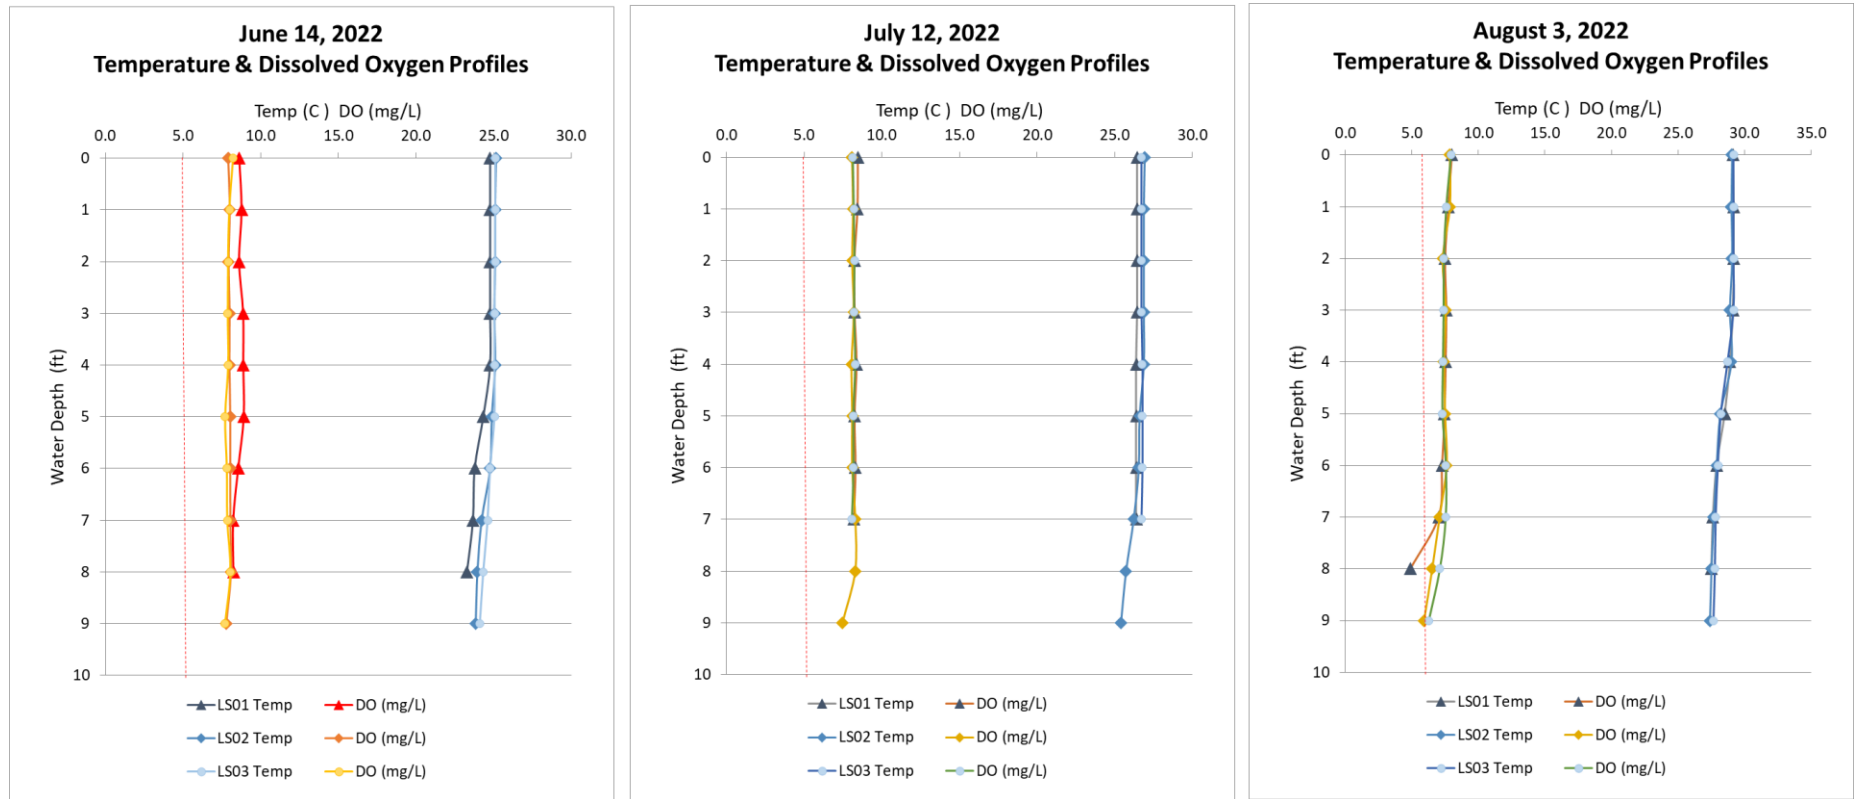 June 14, 2022
Temperature & Dissolved Oxygen Profiles
Temp (C )  DO (mg/L)
0.0 5.0 10.0 15.0 20.0 25.0 30.0
0
1
2
3
4
5
6
7
8
9
10
Water Depth (ft)
LS01 Temp DO (mg/L)
LS02 Temp DO (mg/L)
LS03 Temp DO (mg/L)
July 12, 2022
Temperature & Dissolved Oxygen Profiles
Temp (C )  DO (mg/L)
0.0 5.0 10.0 15.0 20.0 25.0 30.0
0
1
2
3
4
5
6
7
8
9
10
Water Depth (ft)
LS01 Temp DO (mg/L)
LS02 Temp DO (mg/L)
LS03 Temp DO (mg/L)
August 3, 2022
Temperature & Dissolved Oxygen Profiles
Temp (C )  DO (mg/L)
0.0 5.0 10.0 15.0 20.0 25.0 30.0 35.0
0
1
2
3
4
5
6
7
8
9
10
Water Depth (ft)
LS01 Temp DO (mg/L)
LS02 Temp DO (mg/L)
LS03 Temp DO (mg/L)